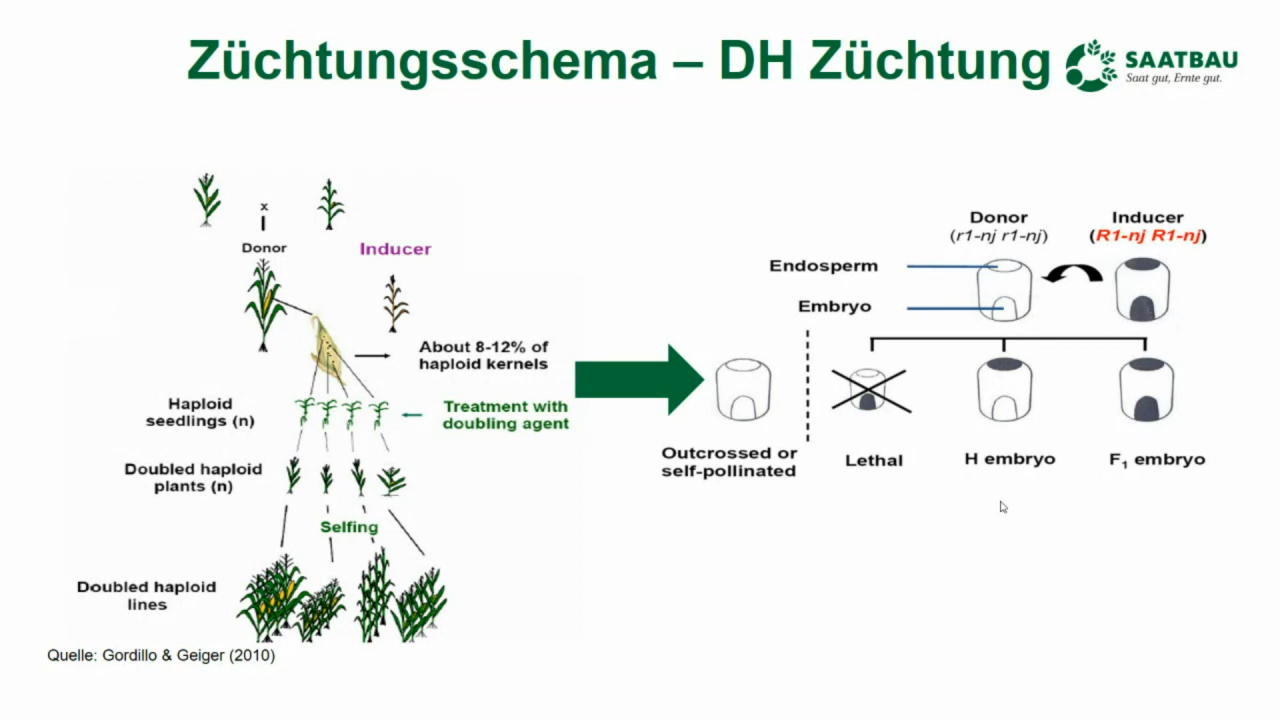 Züchtungsschema – DH Züchtung
SAATBAU
Saat gut, Ernte gut.
x
Donor
Inducer
About 8-12% of
haploid kernels
Haploid
seedlings (n)
Treatment with
doubling agent
Doubled haploid
plants (n)
Selfing
Doubled haploid
lines
Quelle: Gordillo & Geiger (2010)
Donor
(r1-nj r1-nj)
Inducer
(R1-nj R1-nj)
Endosperm
Embryo
Outcrossed or
self-pollinated
Lethal
H embryo
F₁ embryo